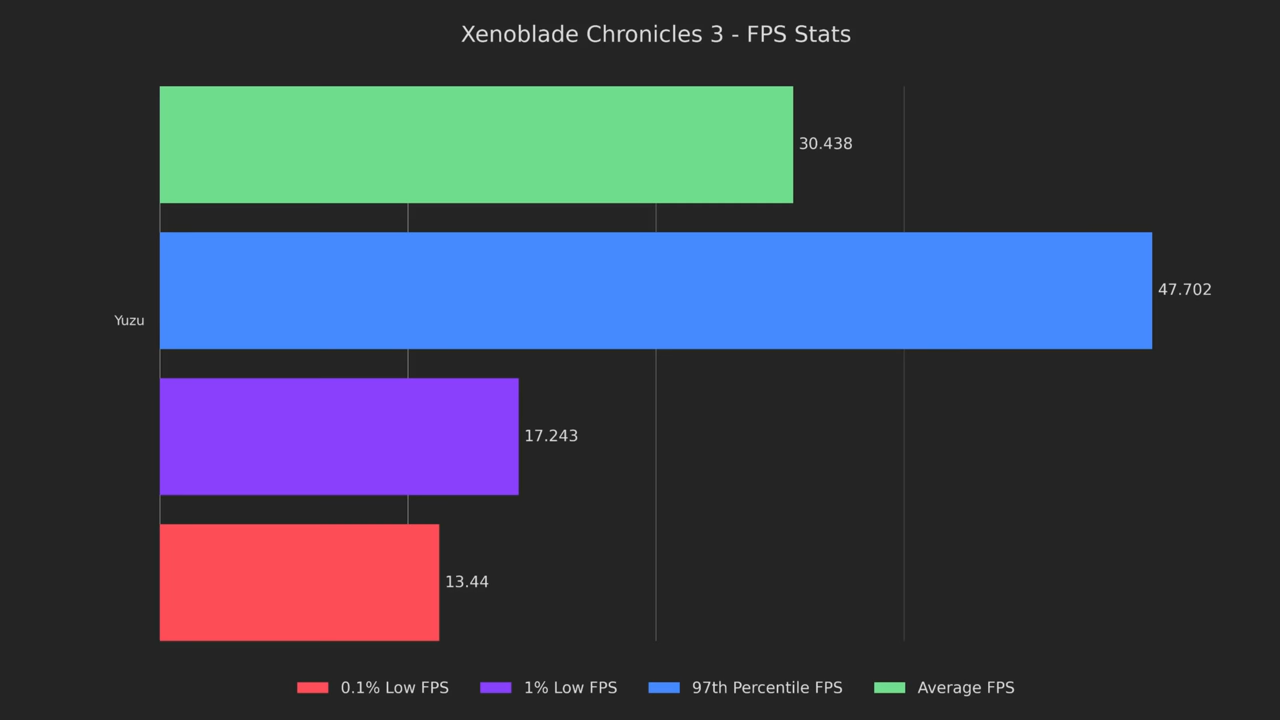 Xenoblade Chronicles 3 - FPS Stats
30.438
47.702
Yuzu
17.243
13.44
0.1% Low FPS 1% Low FPS 97th Percentile FPS Average FPS